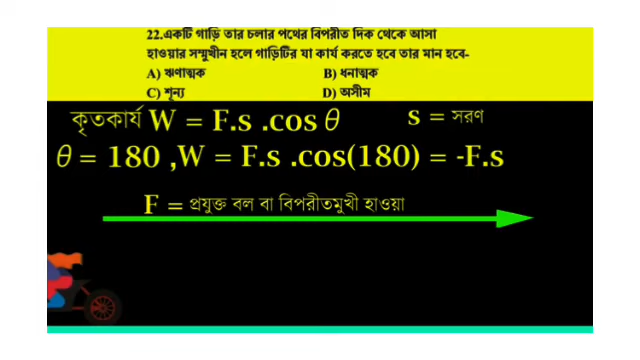 22.একটি গাড়ি তার চলার পথের বিপরীত দিক থেকে আসা
হাওয়ার সম্মুখীন হলে গাড়িটির যা কার্য করতে হবে তার মান হবে-
A) ঋণাত্মক B) ধনাত্মক
C) শূন্য D) অসীম
কৃতকার্য W = F.s .cos θ s = সরণ
θ = 180 ,W = F.s .cos(180) = -F.s
F = প্রযুক্ত বল বা বিপরীতমুখী হাওয়া